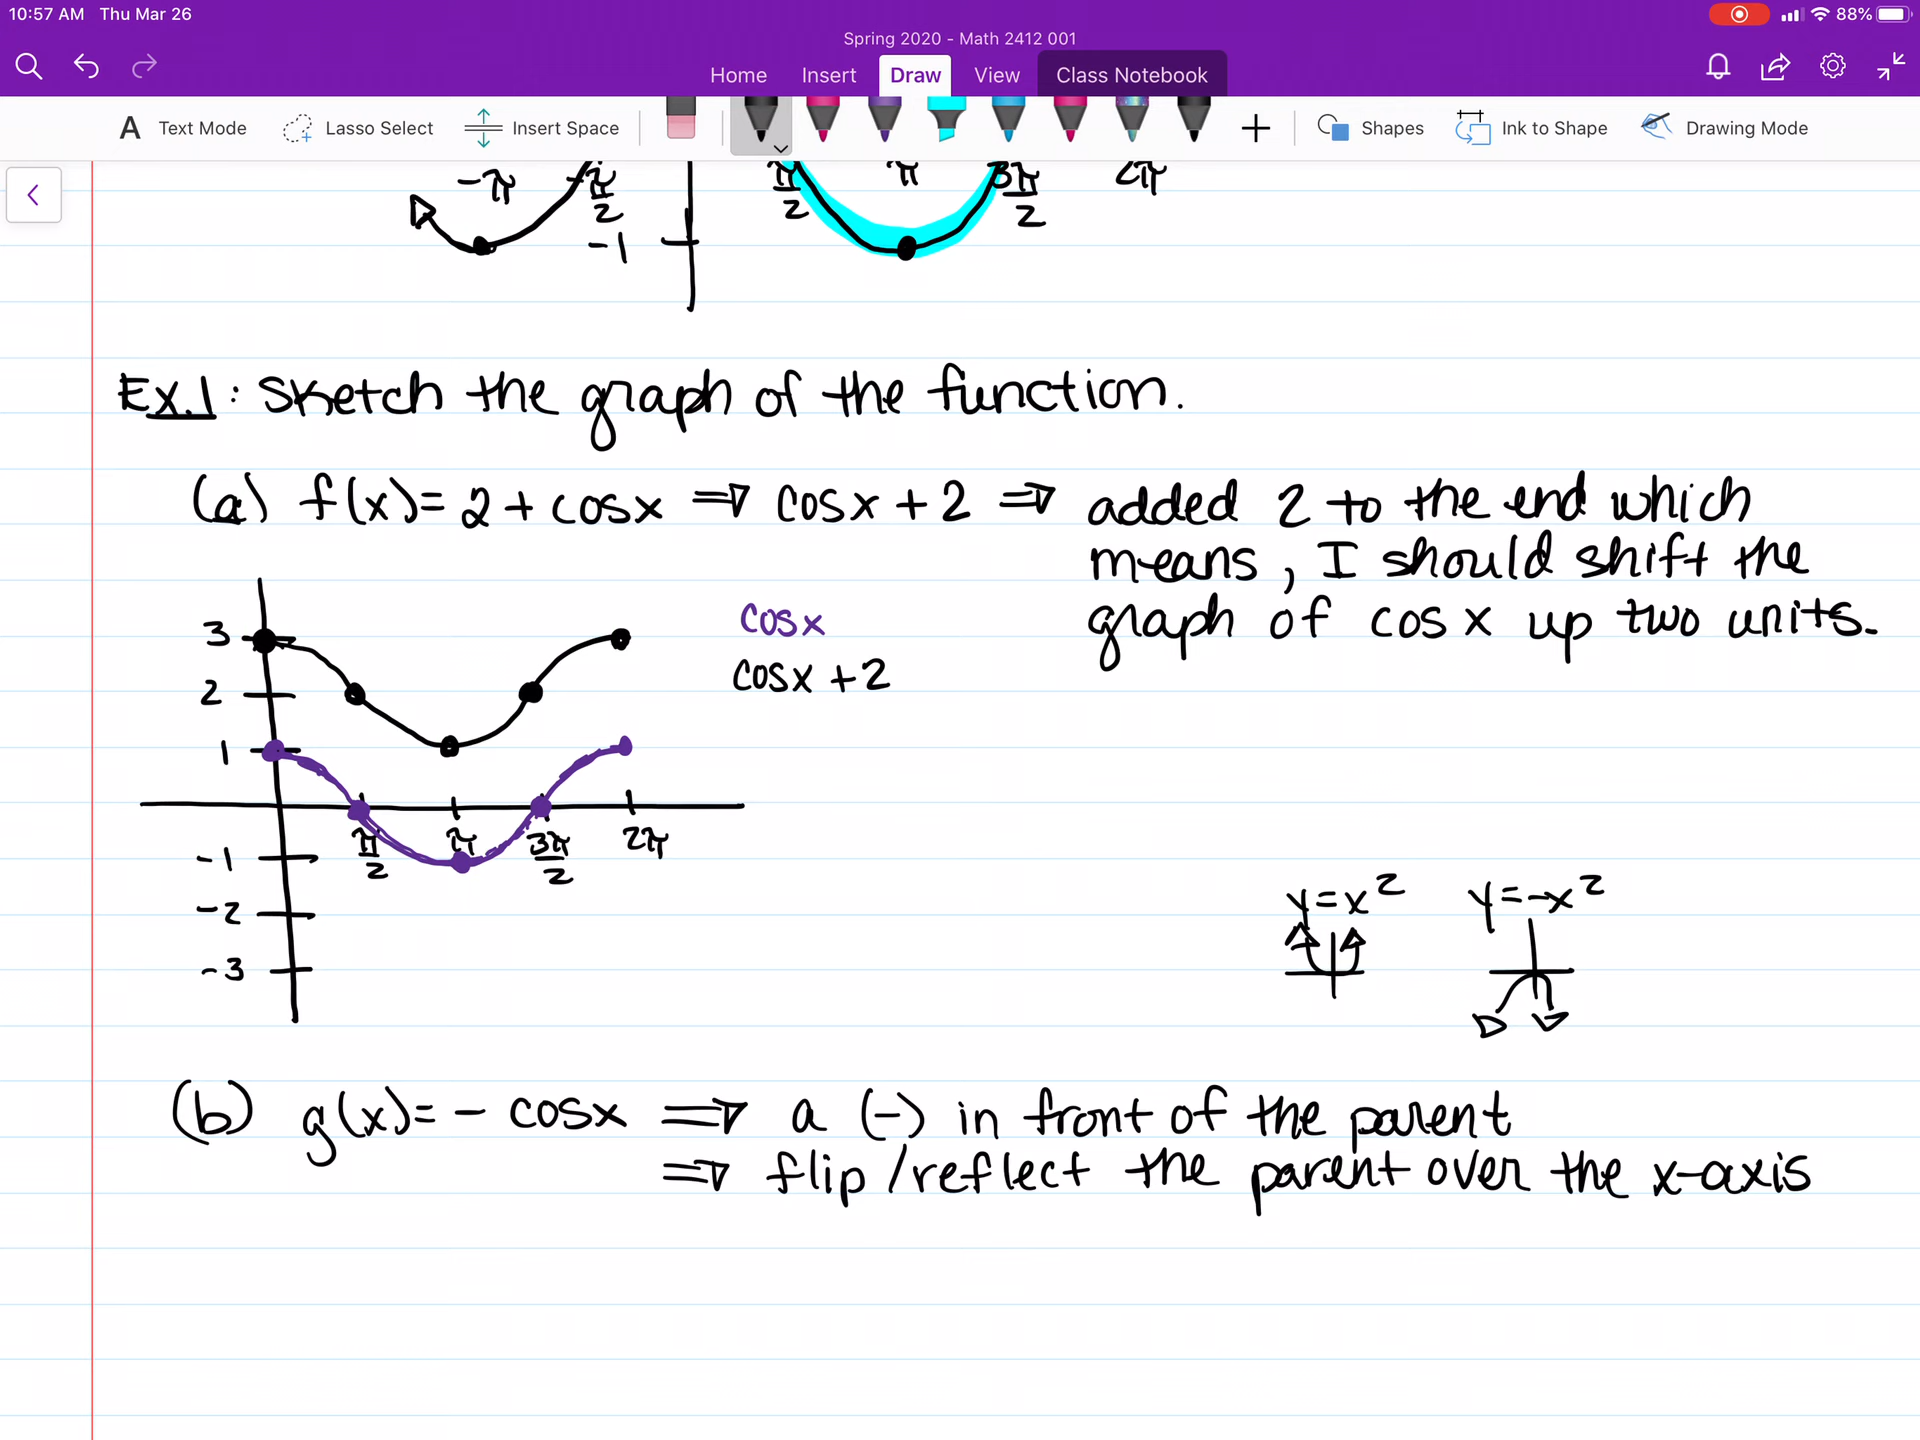 10:57 AM Thu Mar 26
88%
Spring 2020 - Math 2412 001
Home Insert Draw View Class Notebook
A Text Mode Lasso Select Insert Space Shapes Ink to Shape Drawing Mode
-π -π/2 π/2 π 3π/2 2π
-1
Ex.1: Sketch the graph of the function.
(a) f(x)= 2 + cosx ⇒ cosx + 2 ⇒ added 2 to the end which
means, I should shift the
graph of cos x up two units.
cosx
cosx +2
3
2
1
π/2 π 3π/2 2π
-1
-2
-3
y=x² y=-x²
(b) g(x)= - cosx ⇒ a (-) in front of the parent
⇒ flip/reflect the parent over the x-axis